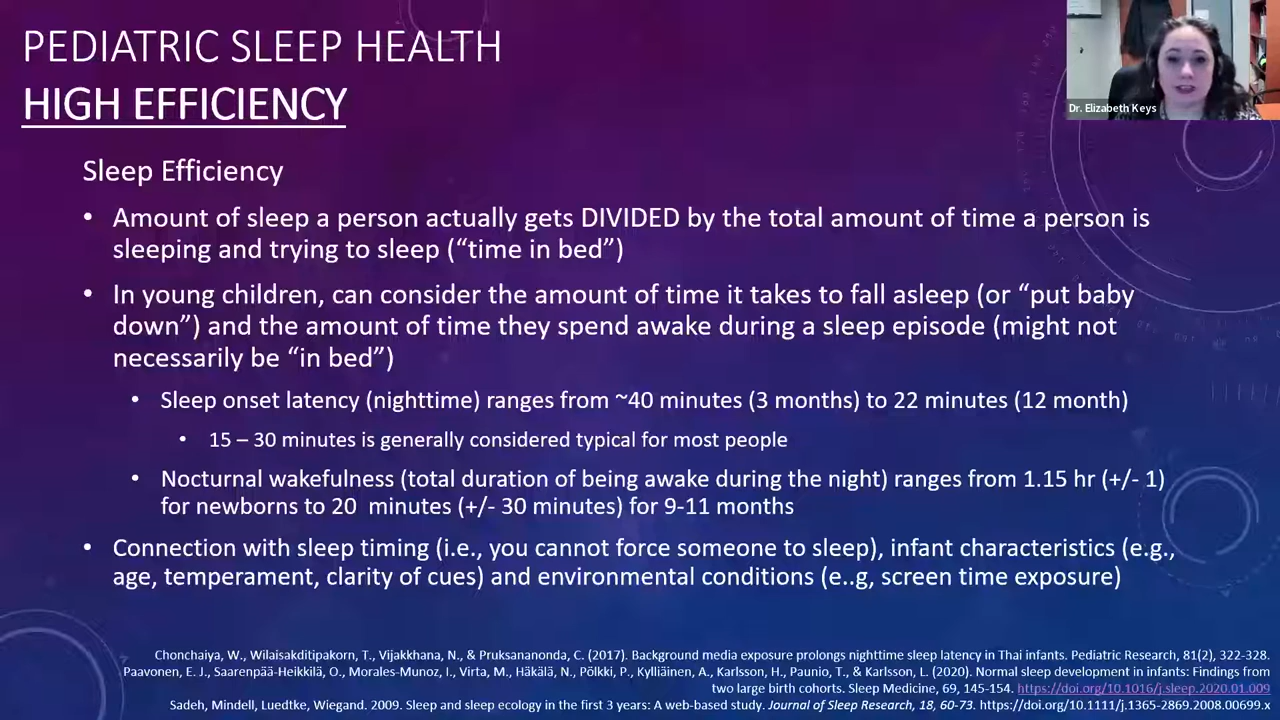 PEDIATRIC SLEEP HEALTH
HIGH EFFICIENCY
Dr. Elizabeth Keys
Sleep Efficiency
• Amount of sleep a person actually gets DIVIDED by the total amount of time a person is
sleeping and trying to sleep (“time in bed”)
• In young children, can consider the amount of time it takes to fall asleep (or “put baby
down”) and the amount of time they spend awake during a sleep episode (might not
necessarily be “in bed”)
• Sleep onset latency (nighttime) ranges from ~40 minutes (3 months) to 22 minutes (12 month)
• 15 – 30 minutes is generally considered typical for most people
• Nocturnal wakefulness (total duration of being awake during the night) ranges from 1.15 hr (+/- 1)
for newborns to 20 minutes (+/- 30 minutes) for 9-11 months
• Connection with sleep timing (i.e., you cannot force someone to sleep), infant characteristics (e.g.,
age, temperament, clarity of cues) and environmental conditions (e..g, screen time exposure)
Chonchaiya, W., Wilaisakditipakorn, T., Vijakkhana, N., & Pruksananonda, C. (2017). Background media exposure prolongs nighttime sleep latency in Thai infants. Pediatric Research, 81(2), 322-328.
Paavonen, E. J., Saarenpää-Heikkilä, O., Morales-Munoz, I., Virta, M., Häkälä, N., Pölkki, P., Kylliäinen, A., Karlsson, H., Paunio, T., & Karlsson, L. (2020). Normal sleep development in infants: Findings from
two large birth cohorts. Sleep Medicine, 69, 145-154. https://doi.org/10.1016/j.sleep.2020.01.009
Sadeh, Mindell, Luedtke, Wiegand. 2009. Sleep and sleep ecology in the first 3 years: A web-based study. Journal of Sleep Research, 18, 60-73. https://doi.org/10.1111/j.1365-2869.2008.00699.x